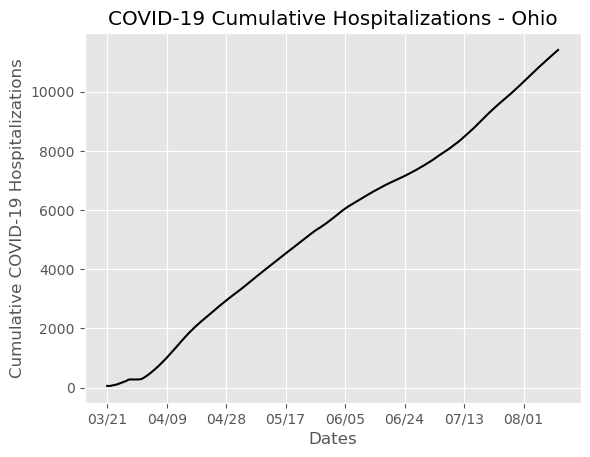 COVID-19 Cumulative Hospitalizations - Ohio
Cumulative COVID-19 Hospitalizations
10000
8000
6000
4000
2000
0
03/21 04/09 04/28 05/17 06/05 06/24 07/13 08/01
Dates